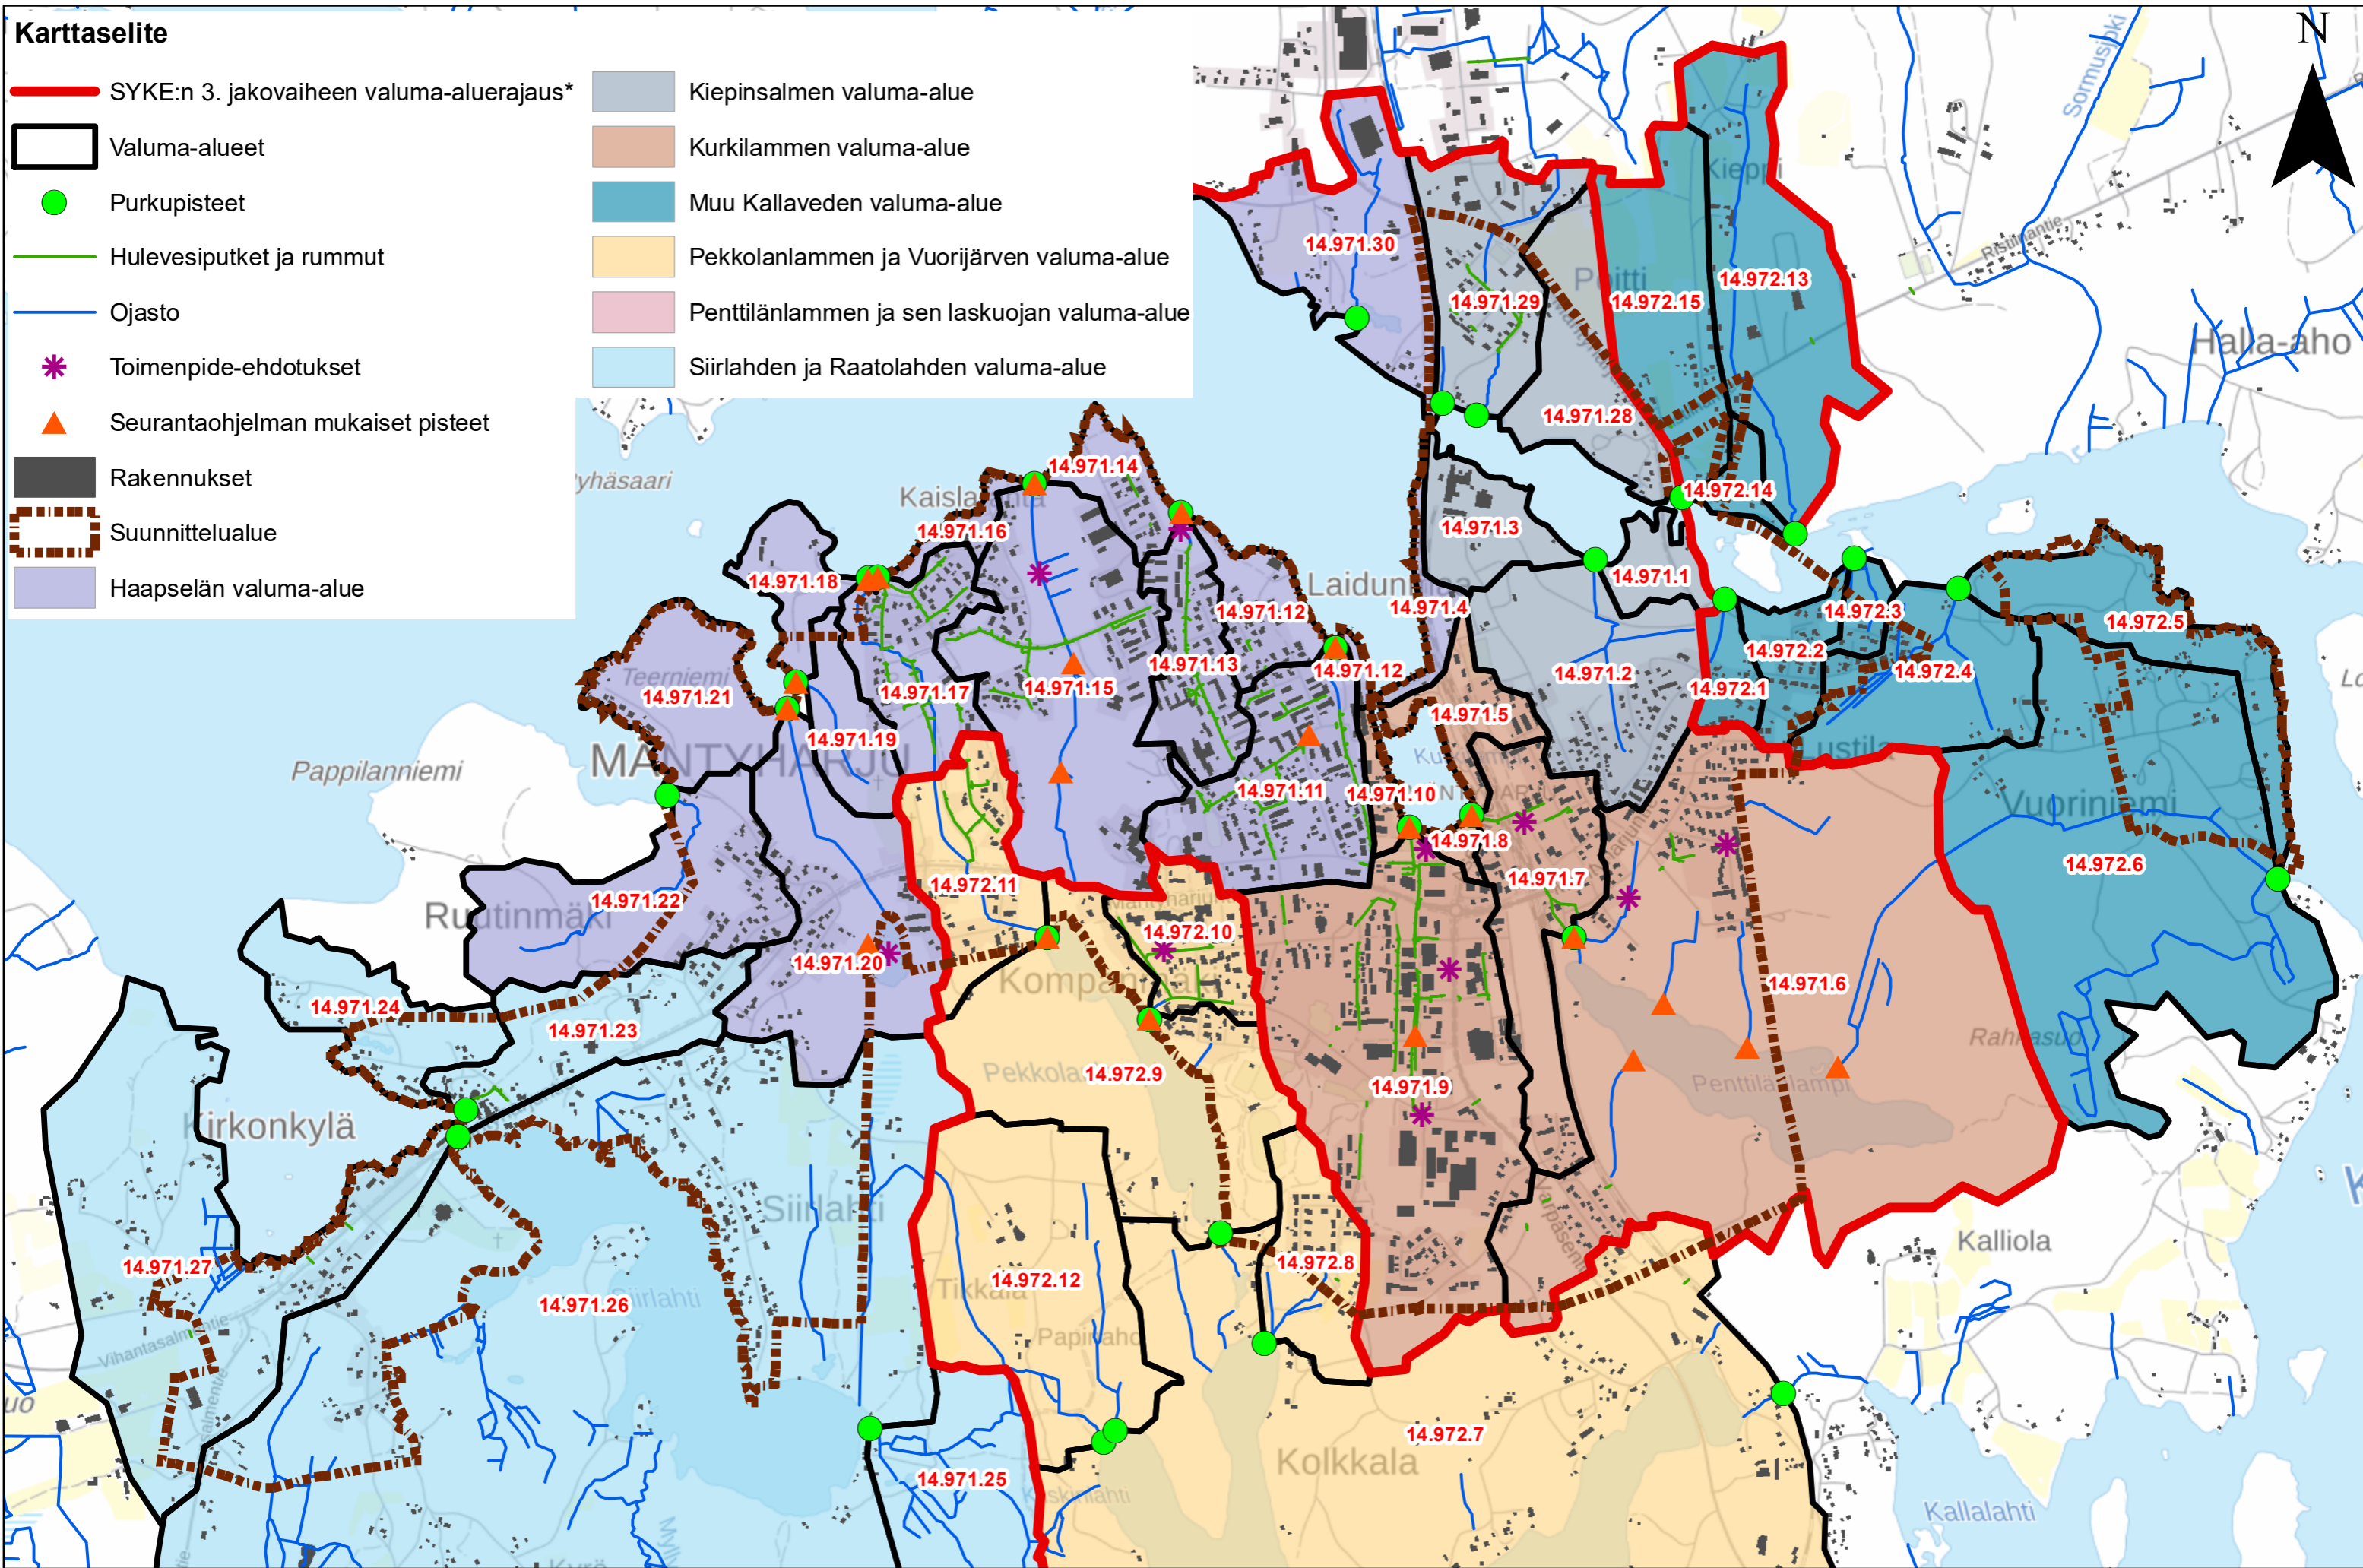 Karttaselite
SYKE:n 3. jakovaiheen valuma-aluerajaus*
Valuma-alueet
Purkupisteet
Hulevesiputket ja rummut
Ojasto
Toimenpide-ehdotukset
Seurantaohjelman mukaiset pisteet
Rakennukset
Suunnittelualue
Haapselän valuma-alue
Kiepinsalmen valuma-alue
Kurkilammen valuma-alue
Muu Kallaveden valuma-alue
Pekkolanlammen ja Vuorijärven valuma-alue
Penttilänlammen ja sen laskuojan valuma-alue
Siirlahden ja Raatolahden valuma-alue
N
Sormusjoki
Kieppi
Ristiinantie
14.971.30
Poitti
14.972.13
14.971.29
14.972.15
Halla-aho
14.971.28
14.971.14
yhäsaari
14.972.14
14.971.16
14.971.3
14.971.18
14.971.1
14.971.4
14.971.12
14.972.3
14.972.5
14.972.2
14.971.13
14.971.12
14.971.2
14.972.4
Teerniemi
14.971.21
14.971.17
14.971.15
14.972.1
14.971.5
14.971.19
MÄNTYHARJU
Pappilanniemi
14.971.11
14.971.10
Vuoriniemi
14.971.8
14.972.6
14.972.11
14.971.7
14.971.22
Ruutinmäki
14.972.10
14.971.20
Kompanmäki
14.971.6
14.971.24
14.971.23
Rahkasuo
14.972.9
14.971.9
Penttilänlampi
Kirkonkylä
Siirlahti
Kalliola
14.971.27
14.972.8
14.972.12
Tikkala
14.971.26
Siirlahti
Vihantasalmentie
Papinaho
uo
14.972.7
Kolkkala
14.971.25
Kallalahti